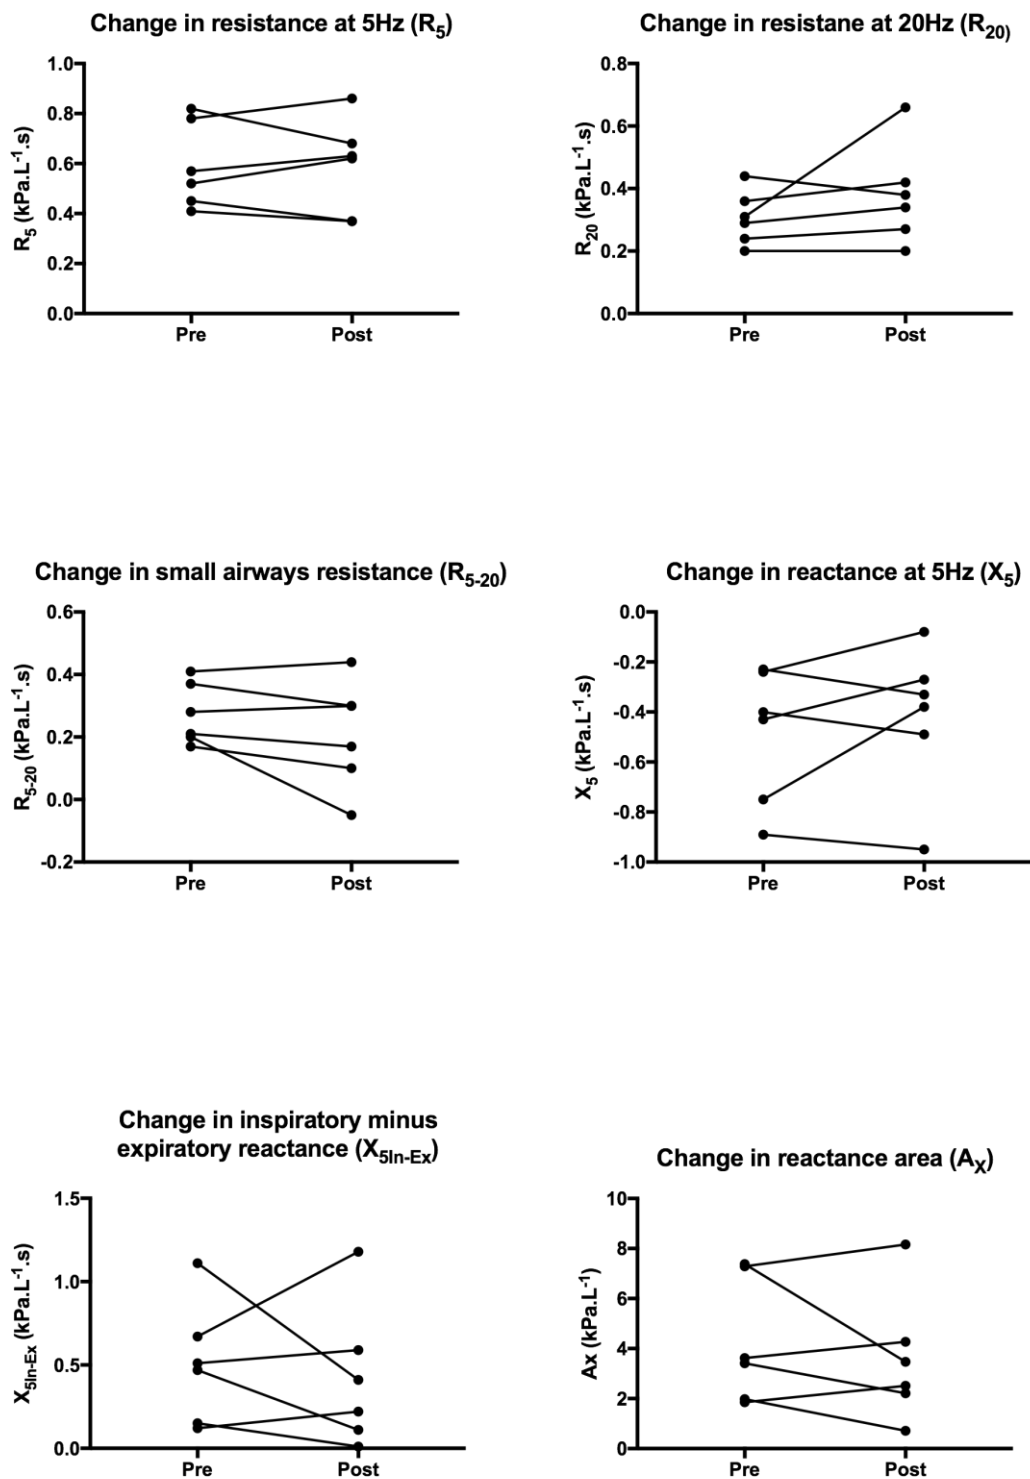 Change in resistance at 5Hz (R5)
R5 (kPa.L-1.s)
1.0
0.8
0.6
0.4
0.2
0.0
Pre Post
Change in resistane at 20Hz (R20)
R20 (kPa.L-1.s)
0.8
0.6
0.4
0.2
0.0
Pre Post
Change in small airways resistance (R5-20)
R5-20 (kPa.L-1.s)
0.6
0.4
0.2
0.0
-0.2
Pre Post
Change in reactance at 5Hz (X5)
X5 (kPa.L-1.s)
0.0
-0.2
-0.4
-0.6
-0.8
-1.0
Pre Post
Change in inspiratory minus
expiratory reactance (X5In-Ex)
X5In-Ex (kPa.L-1.s)
1.5
1.0
0.5
0.0
Pre Post
Change in reactance area (AX)
Ax (kPa.L-1)
10
8
6
4
2
0
Pre Post